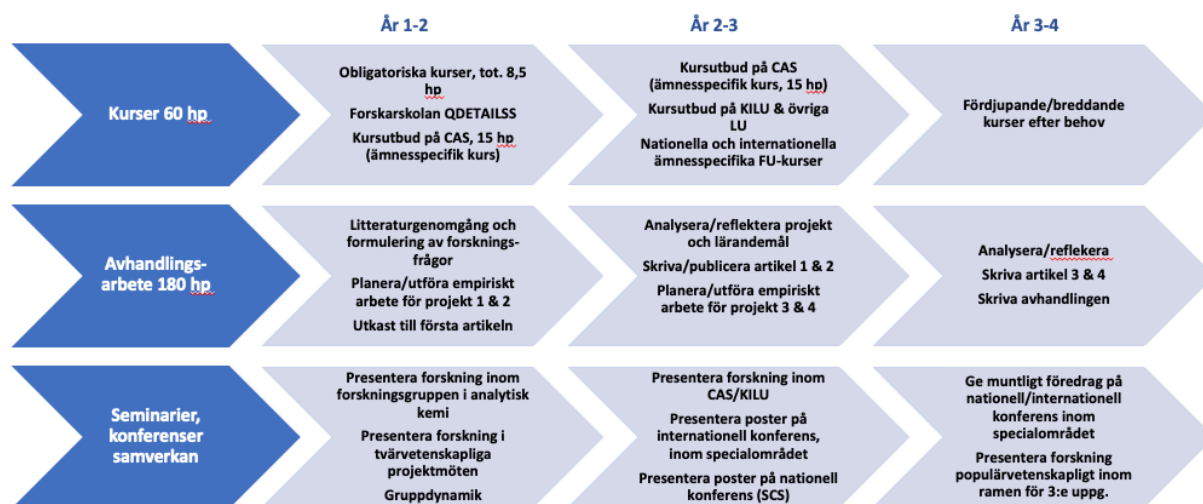 År 1-2
År 2-3
År 3-4
Kurser 60 hp
Obligatoriska kurser, tot. 8,5
hp
Forskarskolan QDETAILSS
Kursutbud på CAS, 15 hp
(ämnesspecifik kurs)
Kursutbud på CAS
(ämnesspecifik kurs, 15 hp)
Kursutbud på KILU & övriga
LU
Nationella och internationella
ämnesspecifika FU-kurser
Fördjupande/breddande
kurser efter behov
Avhandlings-
arbete 180 hp
Litteraturgenomgång och
formulering av forsknings-
frågor
Planera/utföra empiriskt
arbete för projekt 1 & 2
Utkast till första artikeln
Analysera/reflektera projekt
och lärandemål
Skriva/publicera artikel 1 & 2
Planera/utföra empiriskt
arbete för projekt 3 & 4
Analysera/reflekera
Skriva artikel 3 & 4
Skriva avhandlingen
Seminarier,
konferenser
samverkan
Presentera forskning inom
forskningsgruppen i analytisk
kemi
Presentera forskning i
tvärvetenskapliga
projektmöten
Gruppdynamik
Presentera forskning inom
CAS/KILU
Presentera poster på
internationell konferens,
inom specialområdet
Presentera poster på nationell
konferens (SCS)
Ge muntligt föredrag på
nationell/internationell
konferens inom
specialområdet
Presentera forskning
populärvetenskapligt inom
ramen för 3:e uppg.